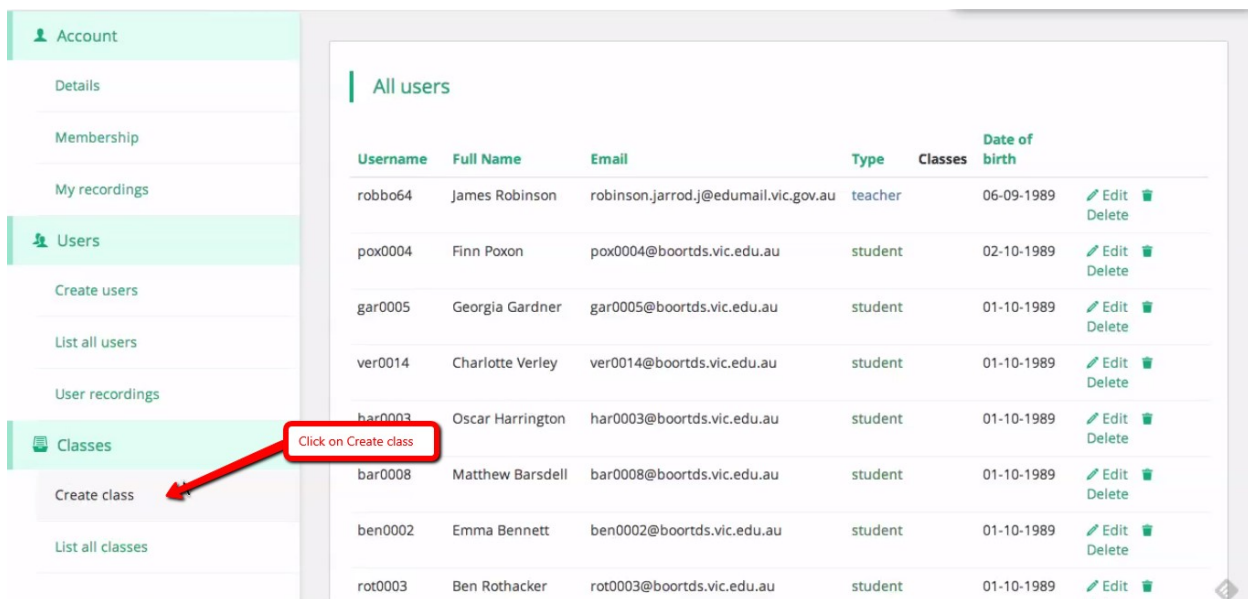 Account
Details
Membership
My recordings
Users
Create users
List all users
User recordings
Classes
Create class
List all classes
Click on Create class
All users
Username Full Name Email Type Classes Date of birth
robbo64 James Robinson robinson.jarrod.j@edumail.vic.gov.au teacher 06-09-1989 Edit
Delete
pox0004 Finn Poxon pox0004@boortds.vic.edu.au student 02-10-1989 Edit
Delete
gar0005 Georgia Gardner gar0005@boortds.vic.edu.au student 01-10-1989 Edit
Delete
ver0014 Charlotte Verley ver0014@boortds.vic.edu.au student 01-10-1989 Edit
Delete
har0003 Oscar Harrington har0003@boortds.vic.edu.au student 01-10-1989 Edit
Delete
bar0008 Matthew Barsdell bar0008@boortds.vic.edu.au student 01-10-1989 Edit
Delete
ben0002 Emma Bennett ben0002@boortds.vic.edu.au student 01-10-1989 Edit
Delete
rot0003 Ben Rothacker rot0003@boortds.vic.edu.au student 01-10-1989 Edit